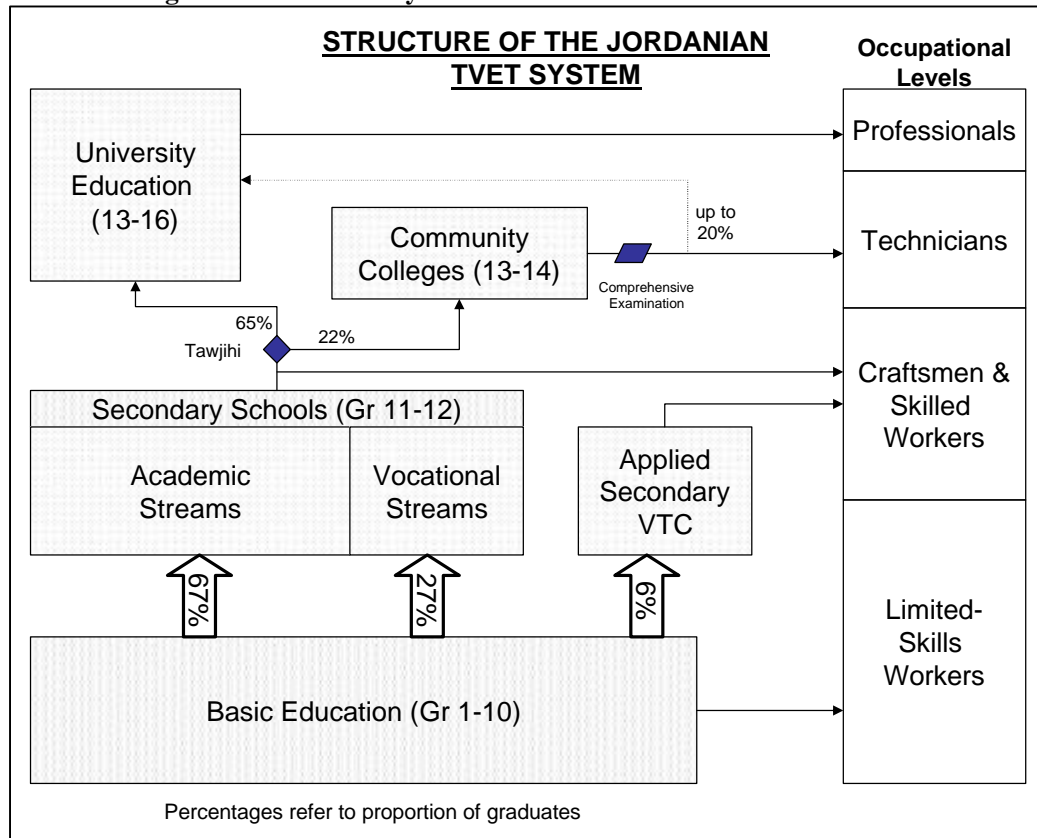 STRUCTURE OF THE JORDANIAN
TVET SYSTEM
Occupational
Levels
University
Education
(13-16)
Professionals
Community
Colleges (13-14)
up to
20%
Technicians
Comprehensive
Examination
65%
22%
Tawjihi
Secondary Schools (Gr 11-12)
Craftsmen &
Skilled
Workers
Academic
Streams
Vocational
Streams
Applied
Secondary
VTC
67%
27%
6%
Limited-
Skills
Workers
Basic Education (Gr 1-10)
Percentages refer to proportion of graduates